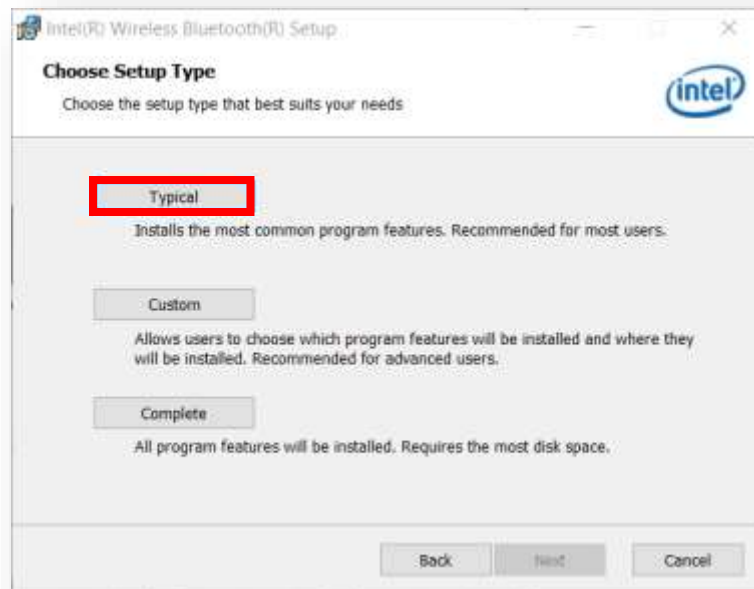 Intel(R) Wireless Bluetooth(R) Setup
Choose Setup Type
Choose the setup type that best suits your needs
intel
Typical
Installs the most common program features. Recommended for most users.
Custom
Allows users to choose which program features will be installed and where they
will be installed. Recommended for advanced users.
Complete
All program features will be installed. Requires the most disk space.
Back
Next
Cancel